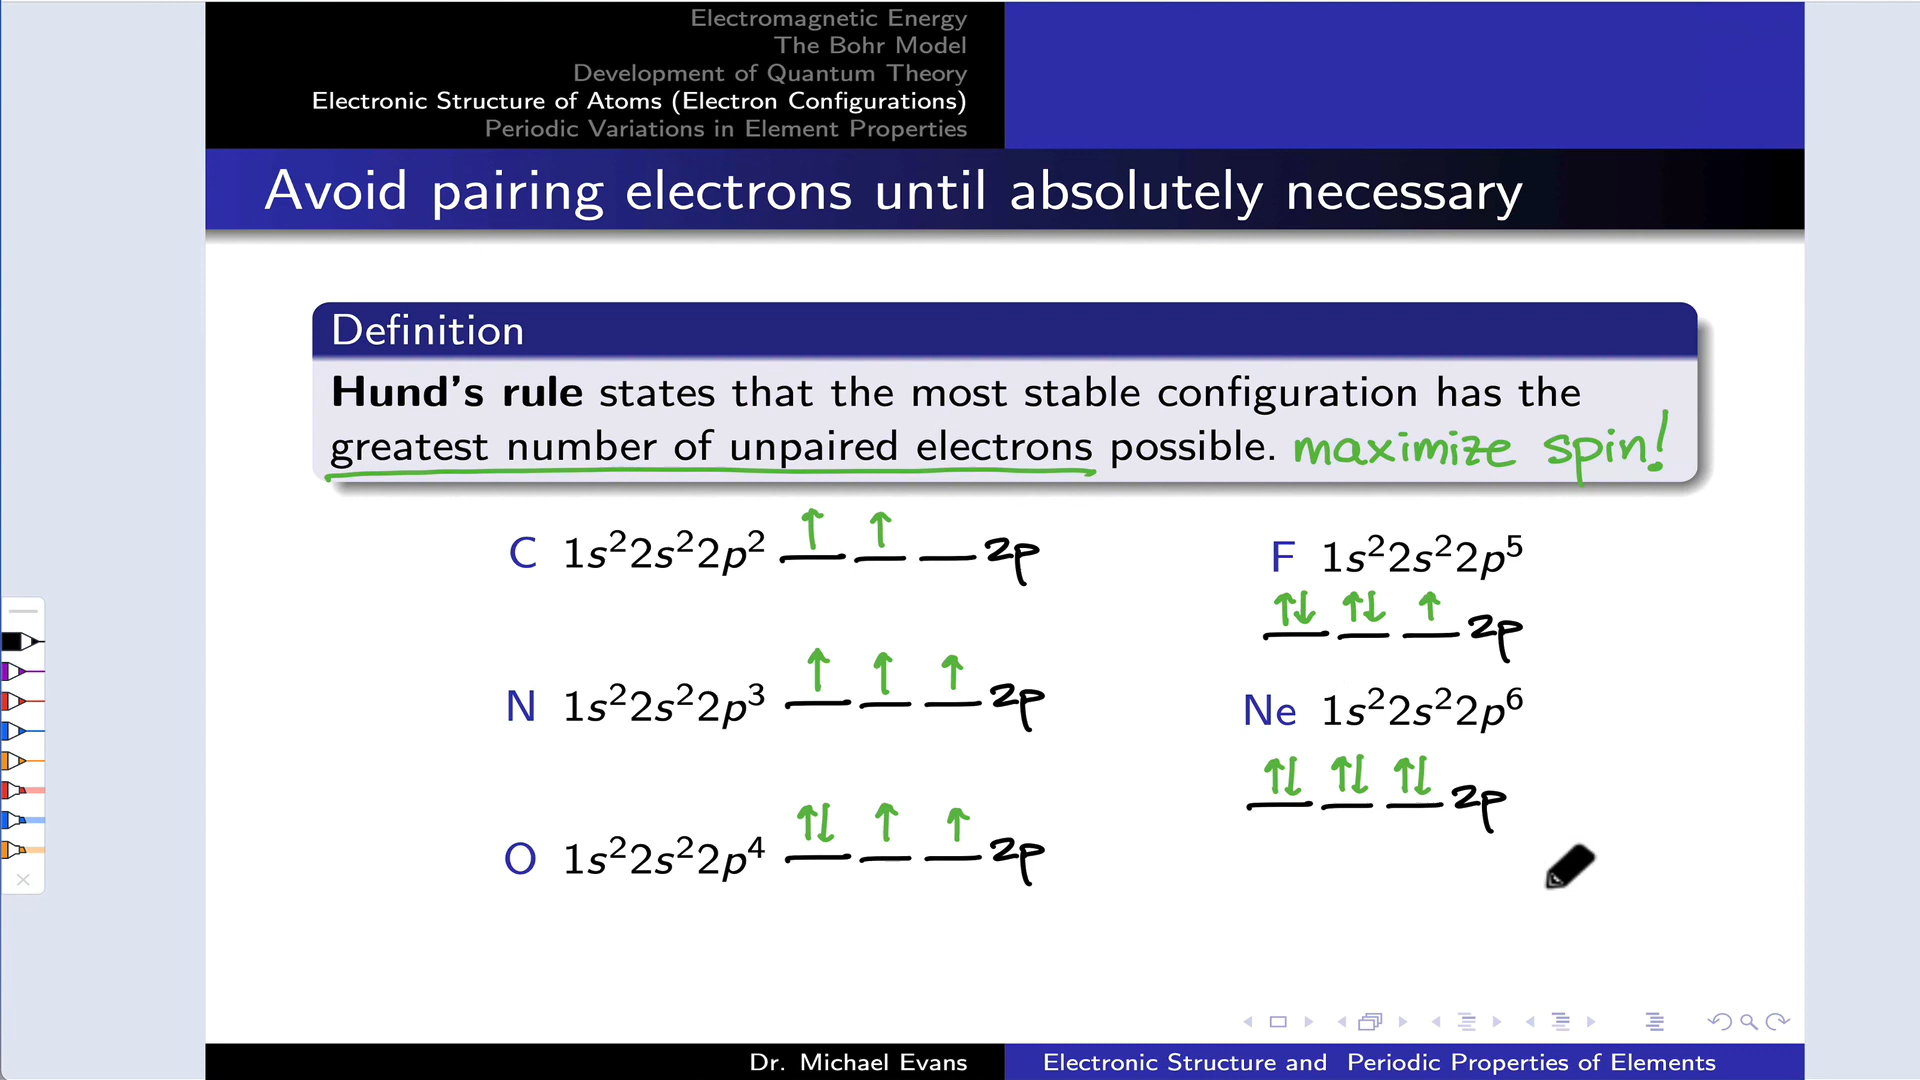 Electromagnetic Energy
The Bohr Model
Development of Quantum Theory
Electronic Structure of Atoms (Electron Configurations)
Periodic Variations in Element Properties
Avoid pairing electrons until absolutely necessary
Definition
Hund's rule states that the most stable configuration has the
greatest number of unpaired electrons possible. maximize spin!
C 1s²2s²2p² ↑ ↑ 2p
N 1s²2s²2p³ ↑ ↑ ↑ 2p
O 1s²2s²2p⁴ ↑⇂ ↑ ↑ 2p
F 1s²2s²2p⁵
↑⇂ ↑⇂ ↑ 2p
Ne 1s²2s²2p⁶
↑⇂ ↑⇂ ↑⇂ 2p
Dr. Michael Evans
Electronic Structure and Periodic Properties of Elements